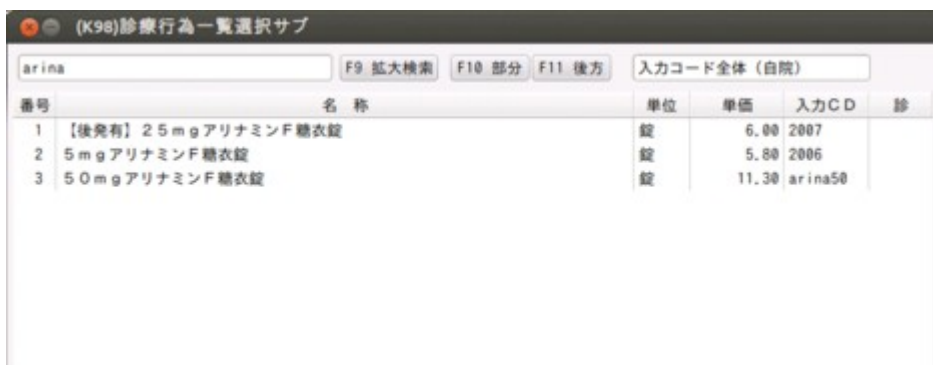 (K98)診療行為一覧選択サブ
arina F9 拡大検索 F10 部分 F11 後方 入力コード全体（自院）
番号 名 称 単位 単価 入力ＣＤ 診
1 【後発有】２５ｍｇアリナミンＦ糖衣錠 錠 6.00 2007
2 5ｍｇアリナミンＦ糖衣錠 錠 5.80 2006
3 ５０ｍｇアリナミンＦ糖衣錠 錠 11.30 arina50